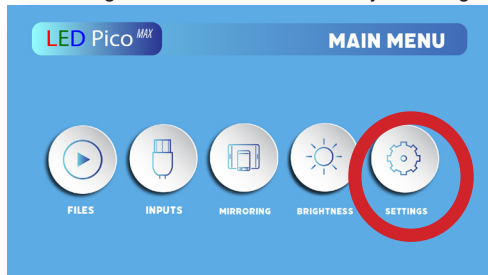 LED Pico MAX
MAIN MENU
FILES
INPUTS
MIRRORING
BRIGHTNESS
SETTINGS